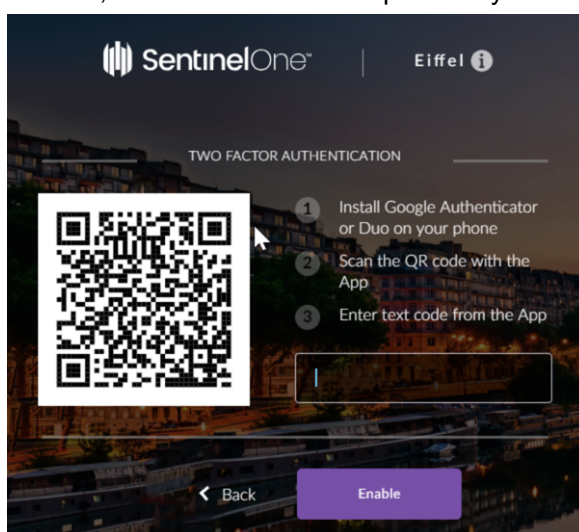 SentinelOne™
Eiffel
TWO FACTOR AUTHENTICATION
1 Install Google Authenticator
or Duo on your phone
2 Scan the QR code with the
App
3 Enter text code from the App
Back
Enable